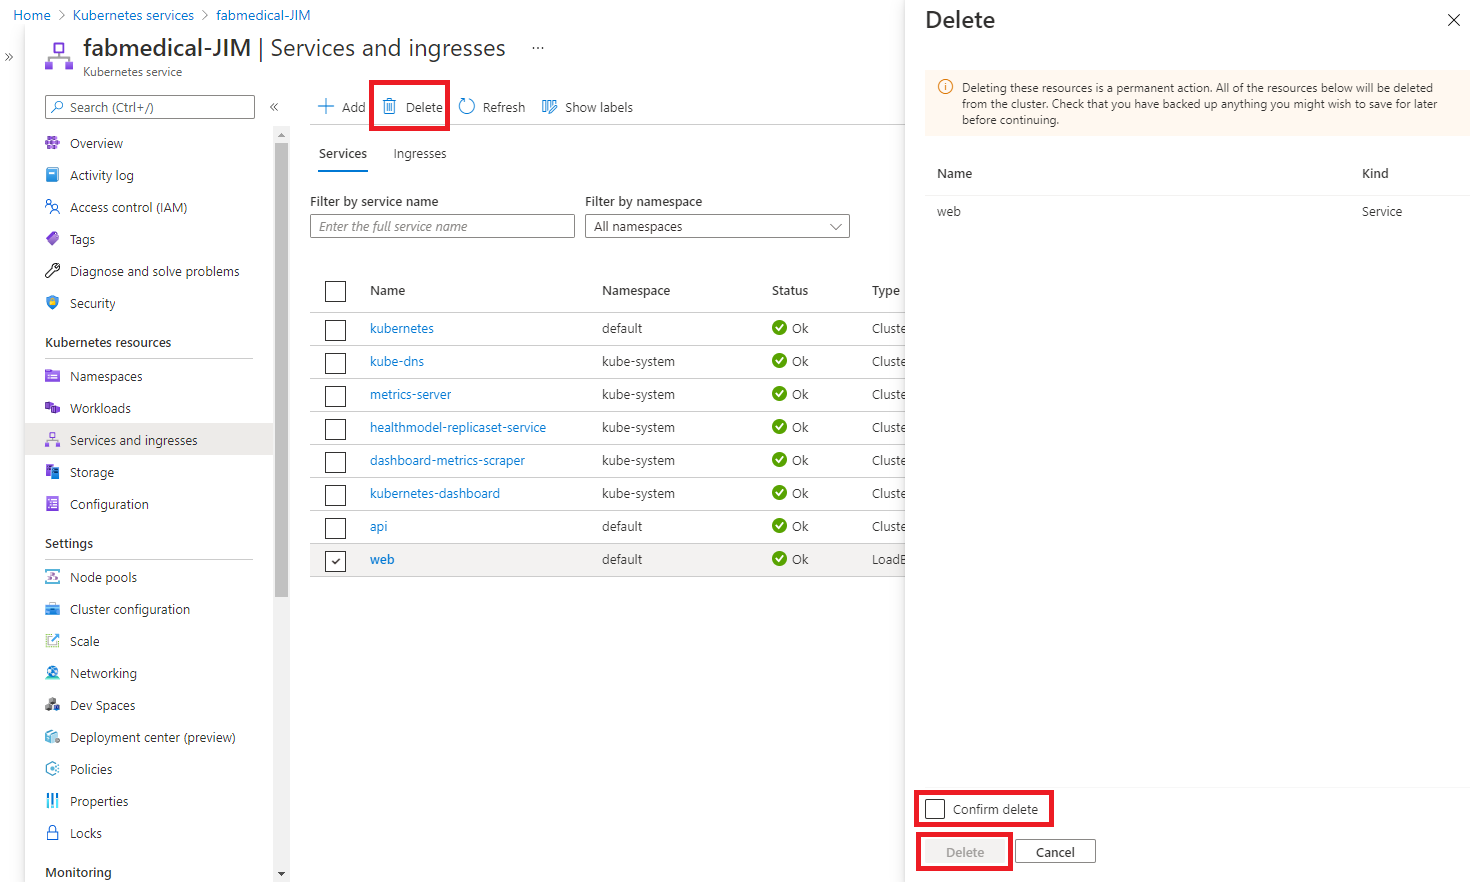 Home > Kubernetes services > fabmedical-JIM
fabmedical-JIM | Services and ingresses ...
Kubernetes service
Search (Ctrl+/)
Overview
Activity log
Access control (IAM)
Tags
Diagnose and solve problems
Security
Kubernetes resources
Namespaces
Workloads
Services and ingresses
Storage
Configuration
Settings
Node pools
Cluster configuration
Scale
Networking
Dev Spaces
Deployment center (preview)
Policies
Properties
Locks
Monitoring
Add Delete Refresh Show labels
Services Ingresses
Filter by service name Filter by namespace
Enter the full service name All namespaces
Name Namespace Status Type
kubernetes default Ok Cluste
kube-dns kube-system Ok Cluste
metrics-server kube-system Ok Cluste
healthmodel-replicaset-service kube-system Ok Cluste
dashboard-metrics-scraper kube-system Ok Cluste
kubernetes-dashboard kube-system Ok Cluste
api default Ok Cluste
web default Ok LoadB
Delete
Deleting these resources is a permanent action. All of the resources below will be deleted
from the cluster. Check that you have backed up anything you might wish to save for later
before continuing.
Name Kind
web Service
Confirm delete
Delete Cancel